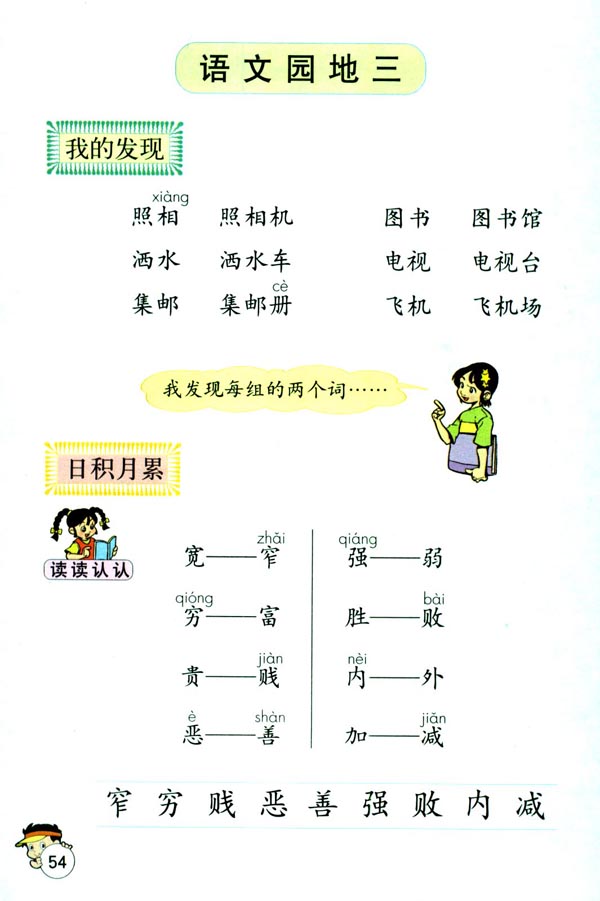 语文园地三
我的发现
xiàng
照相 照相机 图书 图书馆
洒水 洒水车 电视 电视台
cè
集邮 集邮册 飞机 飞机场
我发现每组的两个词……
日积月累
读读认认
zhǎi qiáng
宽——窄 强——弱
qióng bài
穷——富 胜——败
jiàn nèi
贵——贱 内——外
è shàn jiǎn
恶——善 加——减
窄 穷 贱 恶 善 强 败 内 减
54